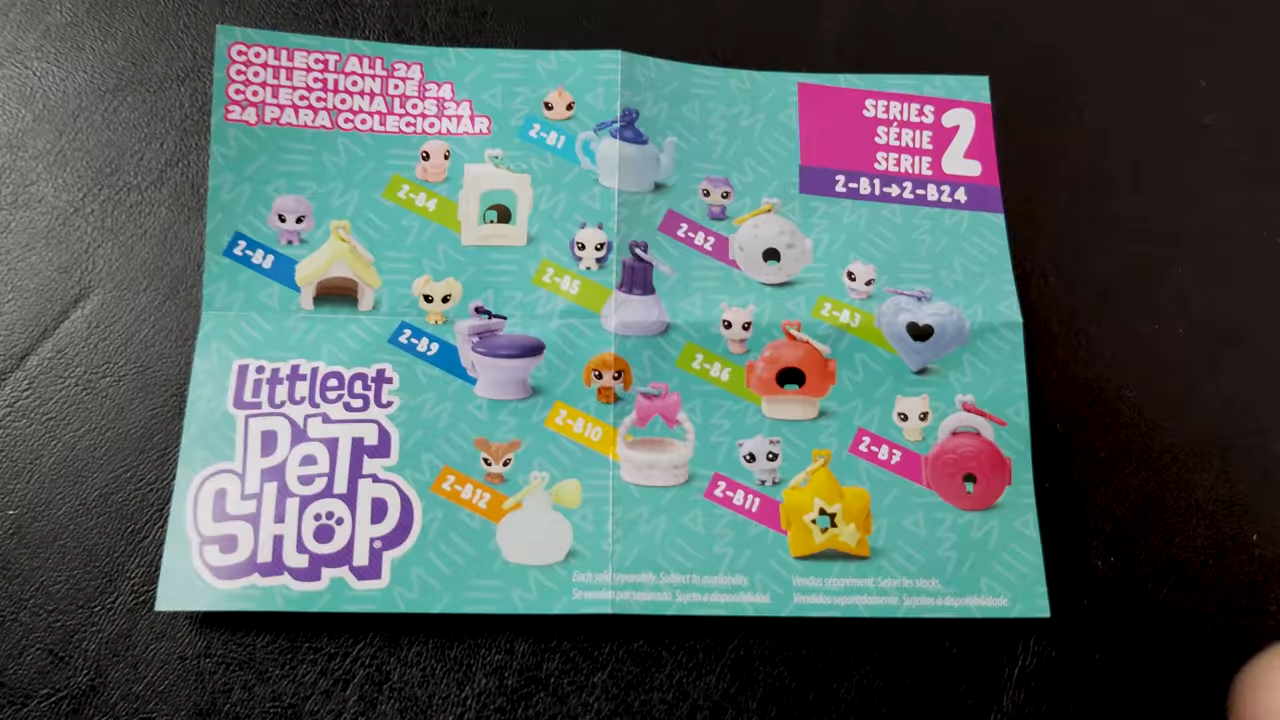 COLLECT ALL 24
COLLECTION DE 24
COLECCIONA LOS 24
24 PARA COLECIONAR
SERIES
SÉRIE
SERIE
2
2-B1→2-B24
2-B1
2-B4
2-B2
2-B8
2-B5
2-B3
2-B9
2-B6
2-B10
2-B7
2-B12
2-B11
Littlest
PET
SHOP
Each sold separately. Subject to availability.
Se venden por separado. Sujeto a disponibilidad.
Vendus séparément. Selon les stocks.
Vendidos separadamente. Sujeitos à disponibilidade.